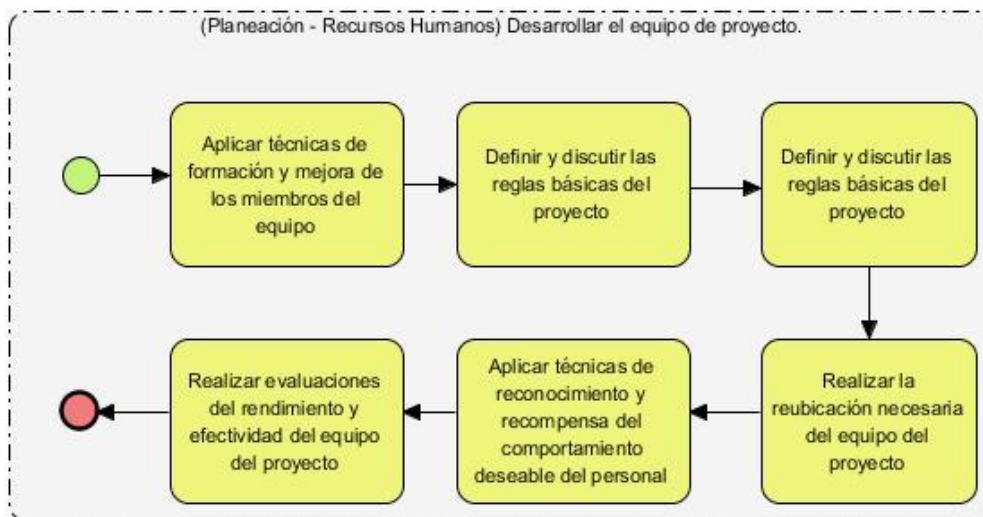 (Planeación - Recursos Humanos) Desarrollar el equipo de proyecto.
Aplicar técnicas de
formación y mejora de
los miembros del
equipo
Definir y discutir las
reglas básicas del
proyecto
Definir y discutir las
reglas básicas del
proyecto
Realizar la
reubicación necesaria
del equipo del
proyecto
Aplicar técnicas de
reconocimiento y
recompensa del
comportamiento
deseable del personal
Realizar evaluaciones
del rendimiento y
efectividad del equipo
del proyecto